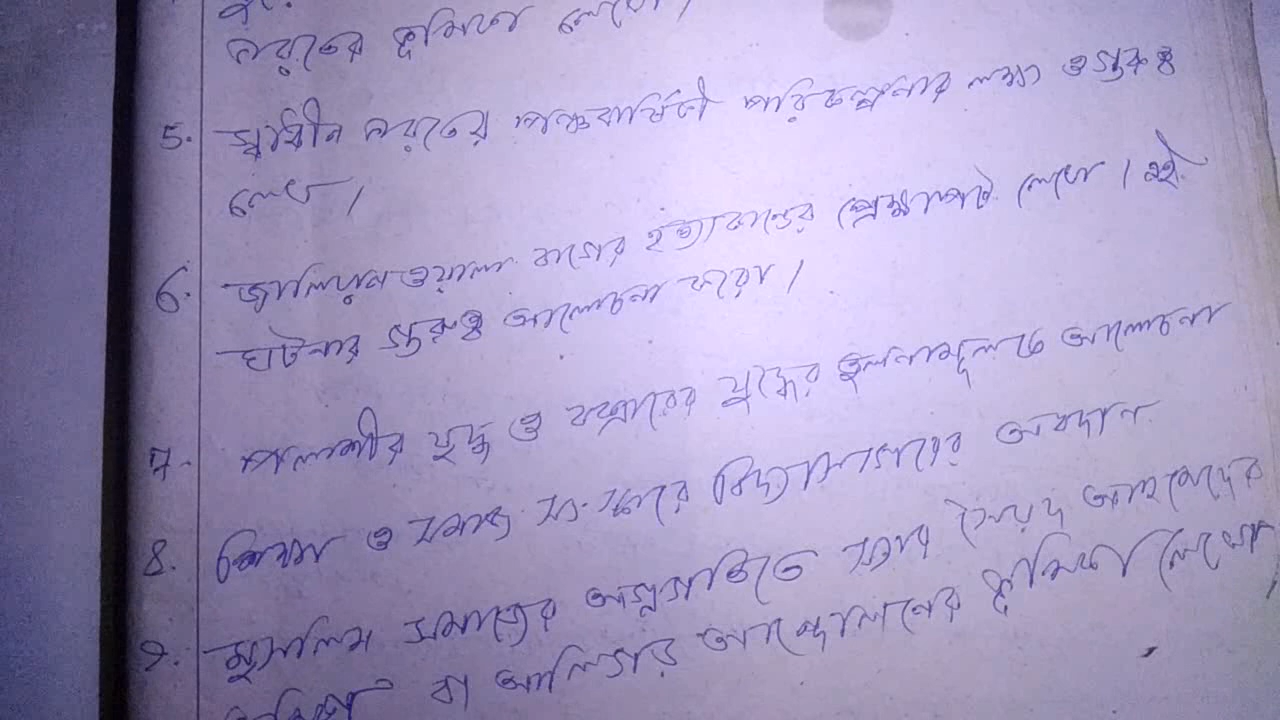 ভারতের ভূমিকা লেখো।
5. স্বাধীন ভারতের পঞ্চবার্ষিকী পরিকল্পনার লক্ষ্য ও গুরুত্ব
লেখ।
6. জালিয়ানওয়ালা বাগের হত্যাকান্ডের প্রেক্ষাপট লেখো। এই
ঘটনার গুরুত্ব আলোচনা করো।
7. পলাশীর যুদ্ধ ও বক্সারের যুদ্ধের তুলনামূলক আলোচনা
8. শিক্ষা ও সমাজ সংস্কারে বিদ্যাসাগরের অবদান
9. মুসলিম সমাজের অগ্রগতিতে স্যার সৈয়দ আহমেদের
বা আলিগড় আন্দোলনের ভূমিকা লেখো